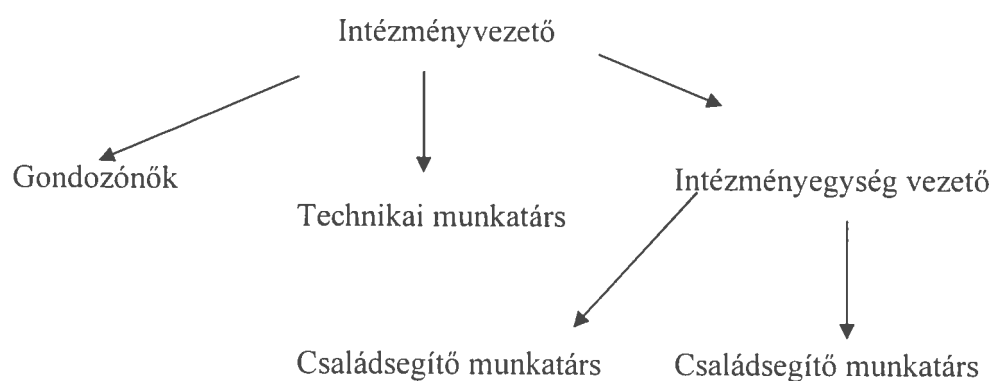 Intézményvezető
Gondozónők
Intézményegység vezető
Technikai munkatárs
Családsegítő munkatárs
Családsegítő munkatárs